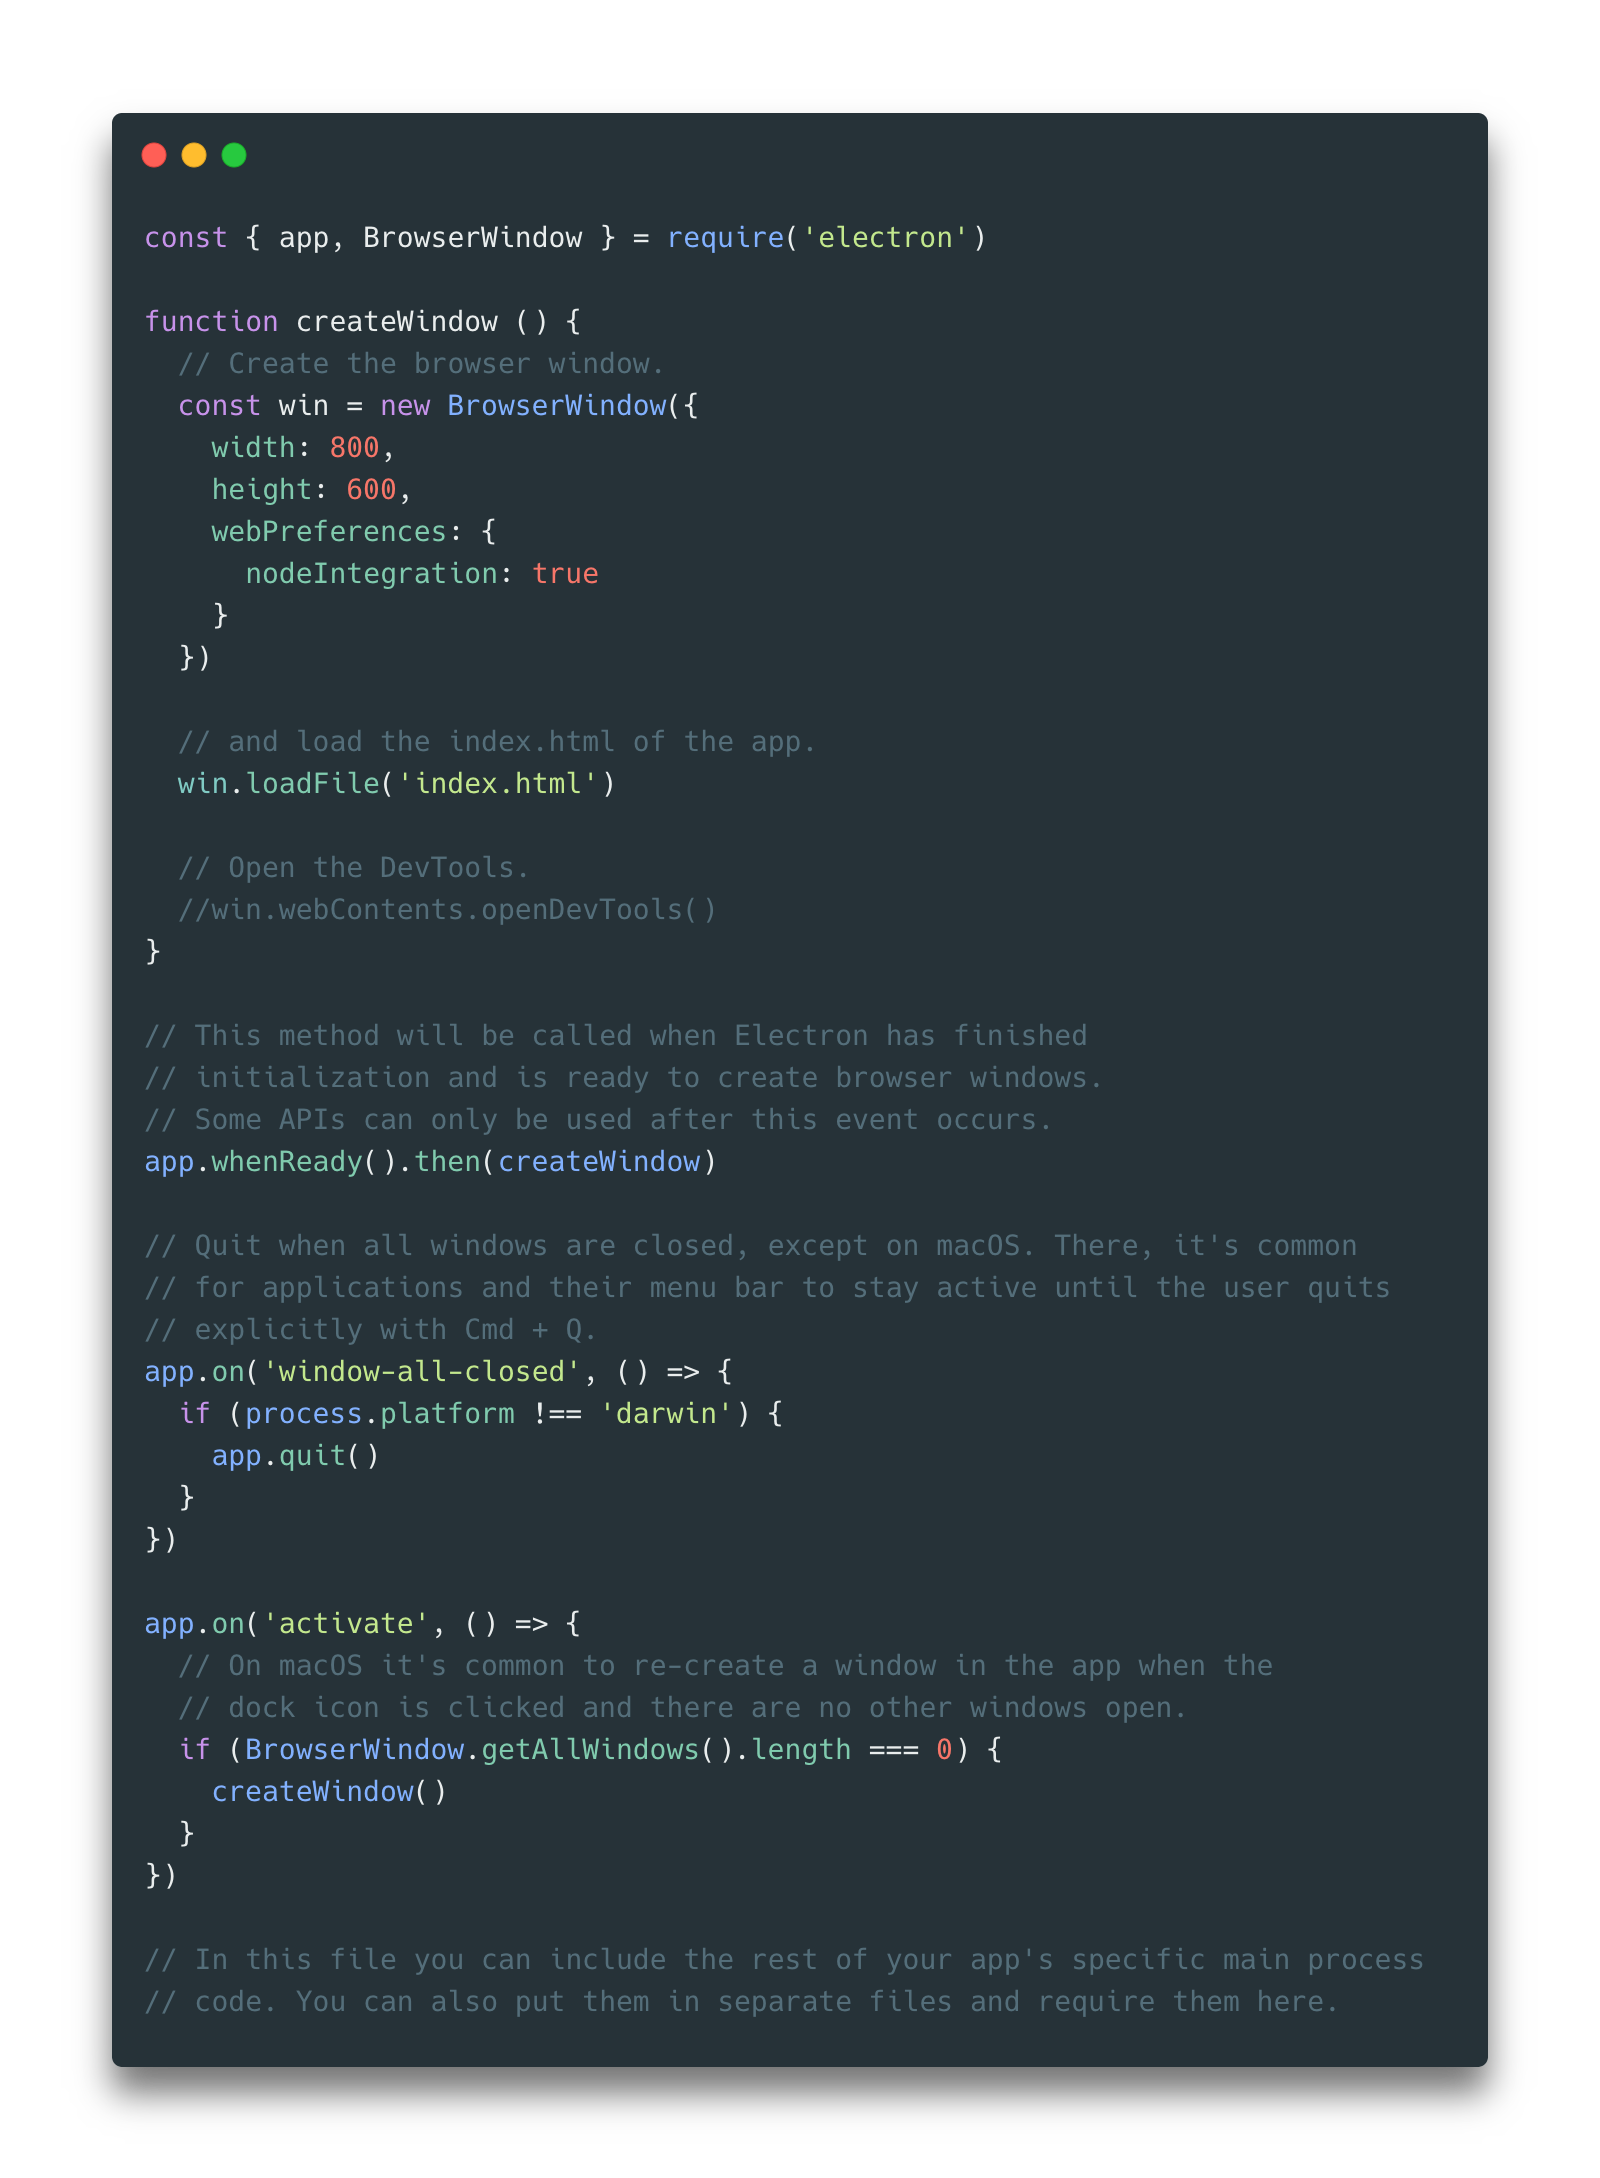 const { app, BrowserWindow } = require('electron')

function createWindow () {
  // Create the browser window.
  const win = new BrowserWindow({
    width: 800,
    height: 600,
    webPreferences: {
      nodeIntegration: true
    }
  })

  // and load the index.html of the app.
  win.loadFile('index.html')

  // Open the DevTools.
  //win.webContents.openDevTools()
}

// This method will be called when Electron has finished
// initialization and is ready to create browser windows.
// Some APIs can only be used after this event occurs.
app.whenReady().then(createWindow)

// Quit when all windows are closed, except on macOS. There, it's common
// for applications and their menu bar to stay active until the user quits
// explicitly with Cmd + Q.
app.on('window-all-closed', () => {
  if (process.platform !== 'darwin') {
    app.quit()
  }
})

app.on('activate', () => {
  // On macOS it's common to re-create a window in the app when the
  // dock icon is clicked and there are no other windows open.
  if (BrowserWindow.getAllWindows().length === 0) {
    createWindow()
  }
})

// In this file you can include the rest of your app's specific main process
// code. You can also put them in separate files and require them here.